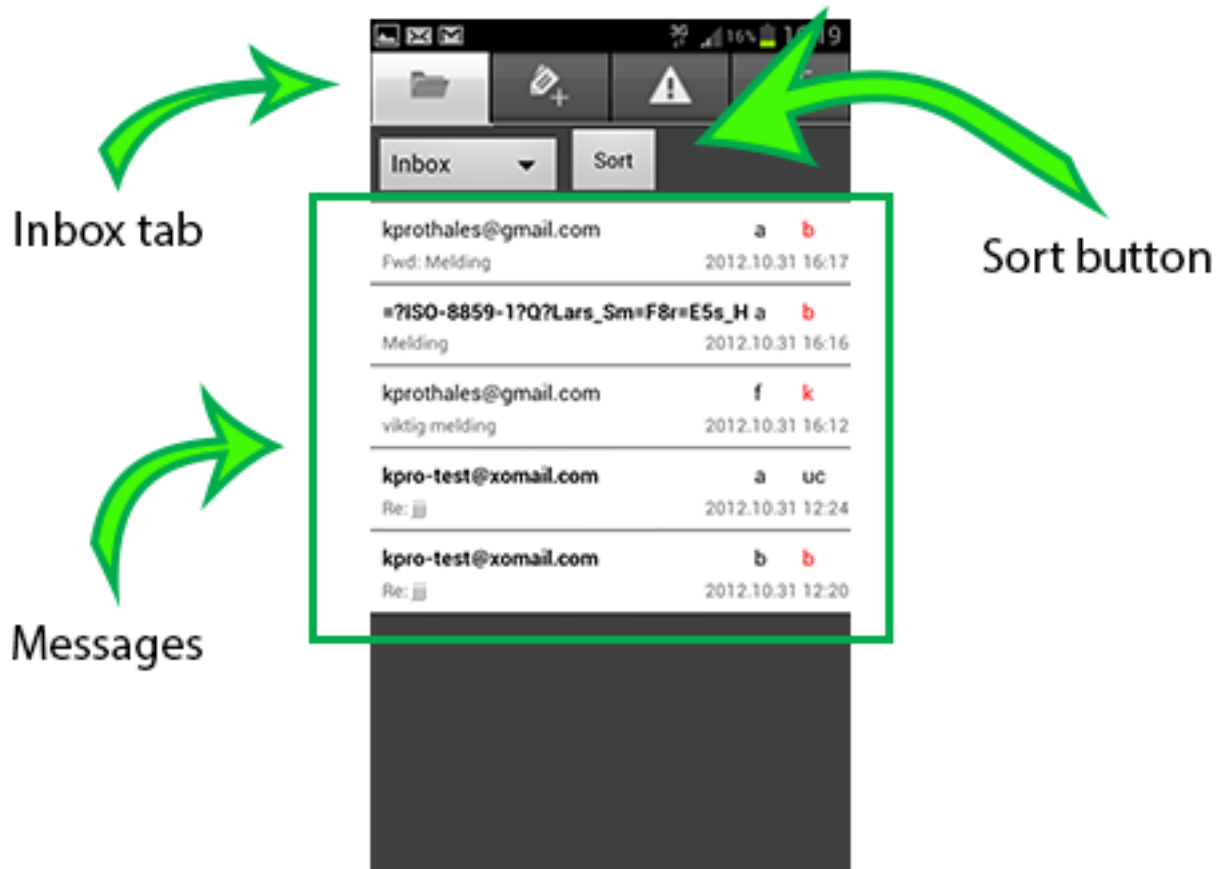 3G 16%
Inbox Sort
Inbox tab
Sort button
kprothales@gmail.com a b
Fwd: Melding 2012.10.31 16:17
=?ISO-8859-1?Q?Lars_Sm=F8r=E5s_H a b
Melding 2012.10.31 16:16
kprothales@gmail.com f k
viktig melding 2012.10.31 16:12
kpro-test@xomail.com a uc
Re: jjj 2012.10.31 12:24
kpro-test@xomail.com b b
Re: jjj 2012.10.31 12:20
Messages